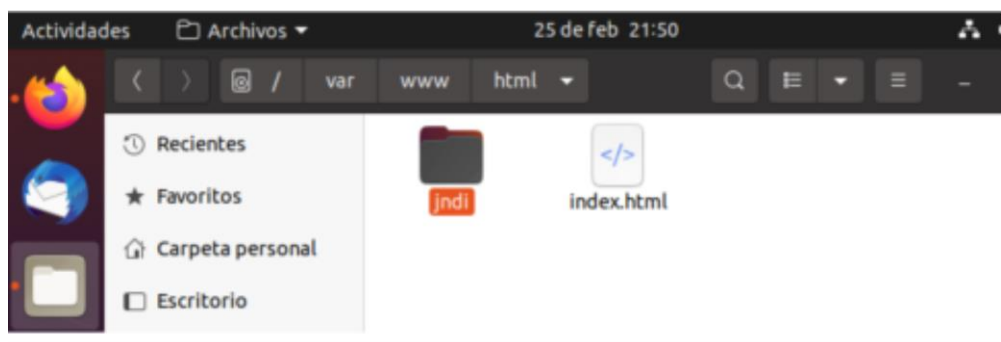 Actividades Archivos 25 de feb 21:50
/ var www html
Recientes
Favoritos
Carpeta personal
Escritorio
</> 
jndi index.html